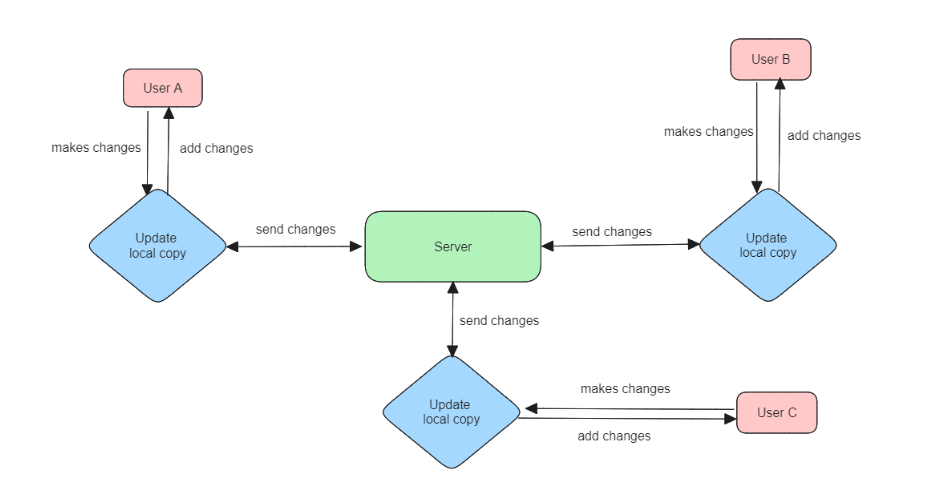 User B
User A
makes changes
add changes
makes changes
add changes
Update
local copy
send changes
Server
send changes
Update
local copy
send changes
Update
local copy
makes changes
User C
add changes